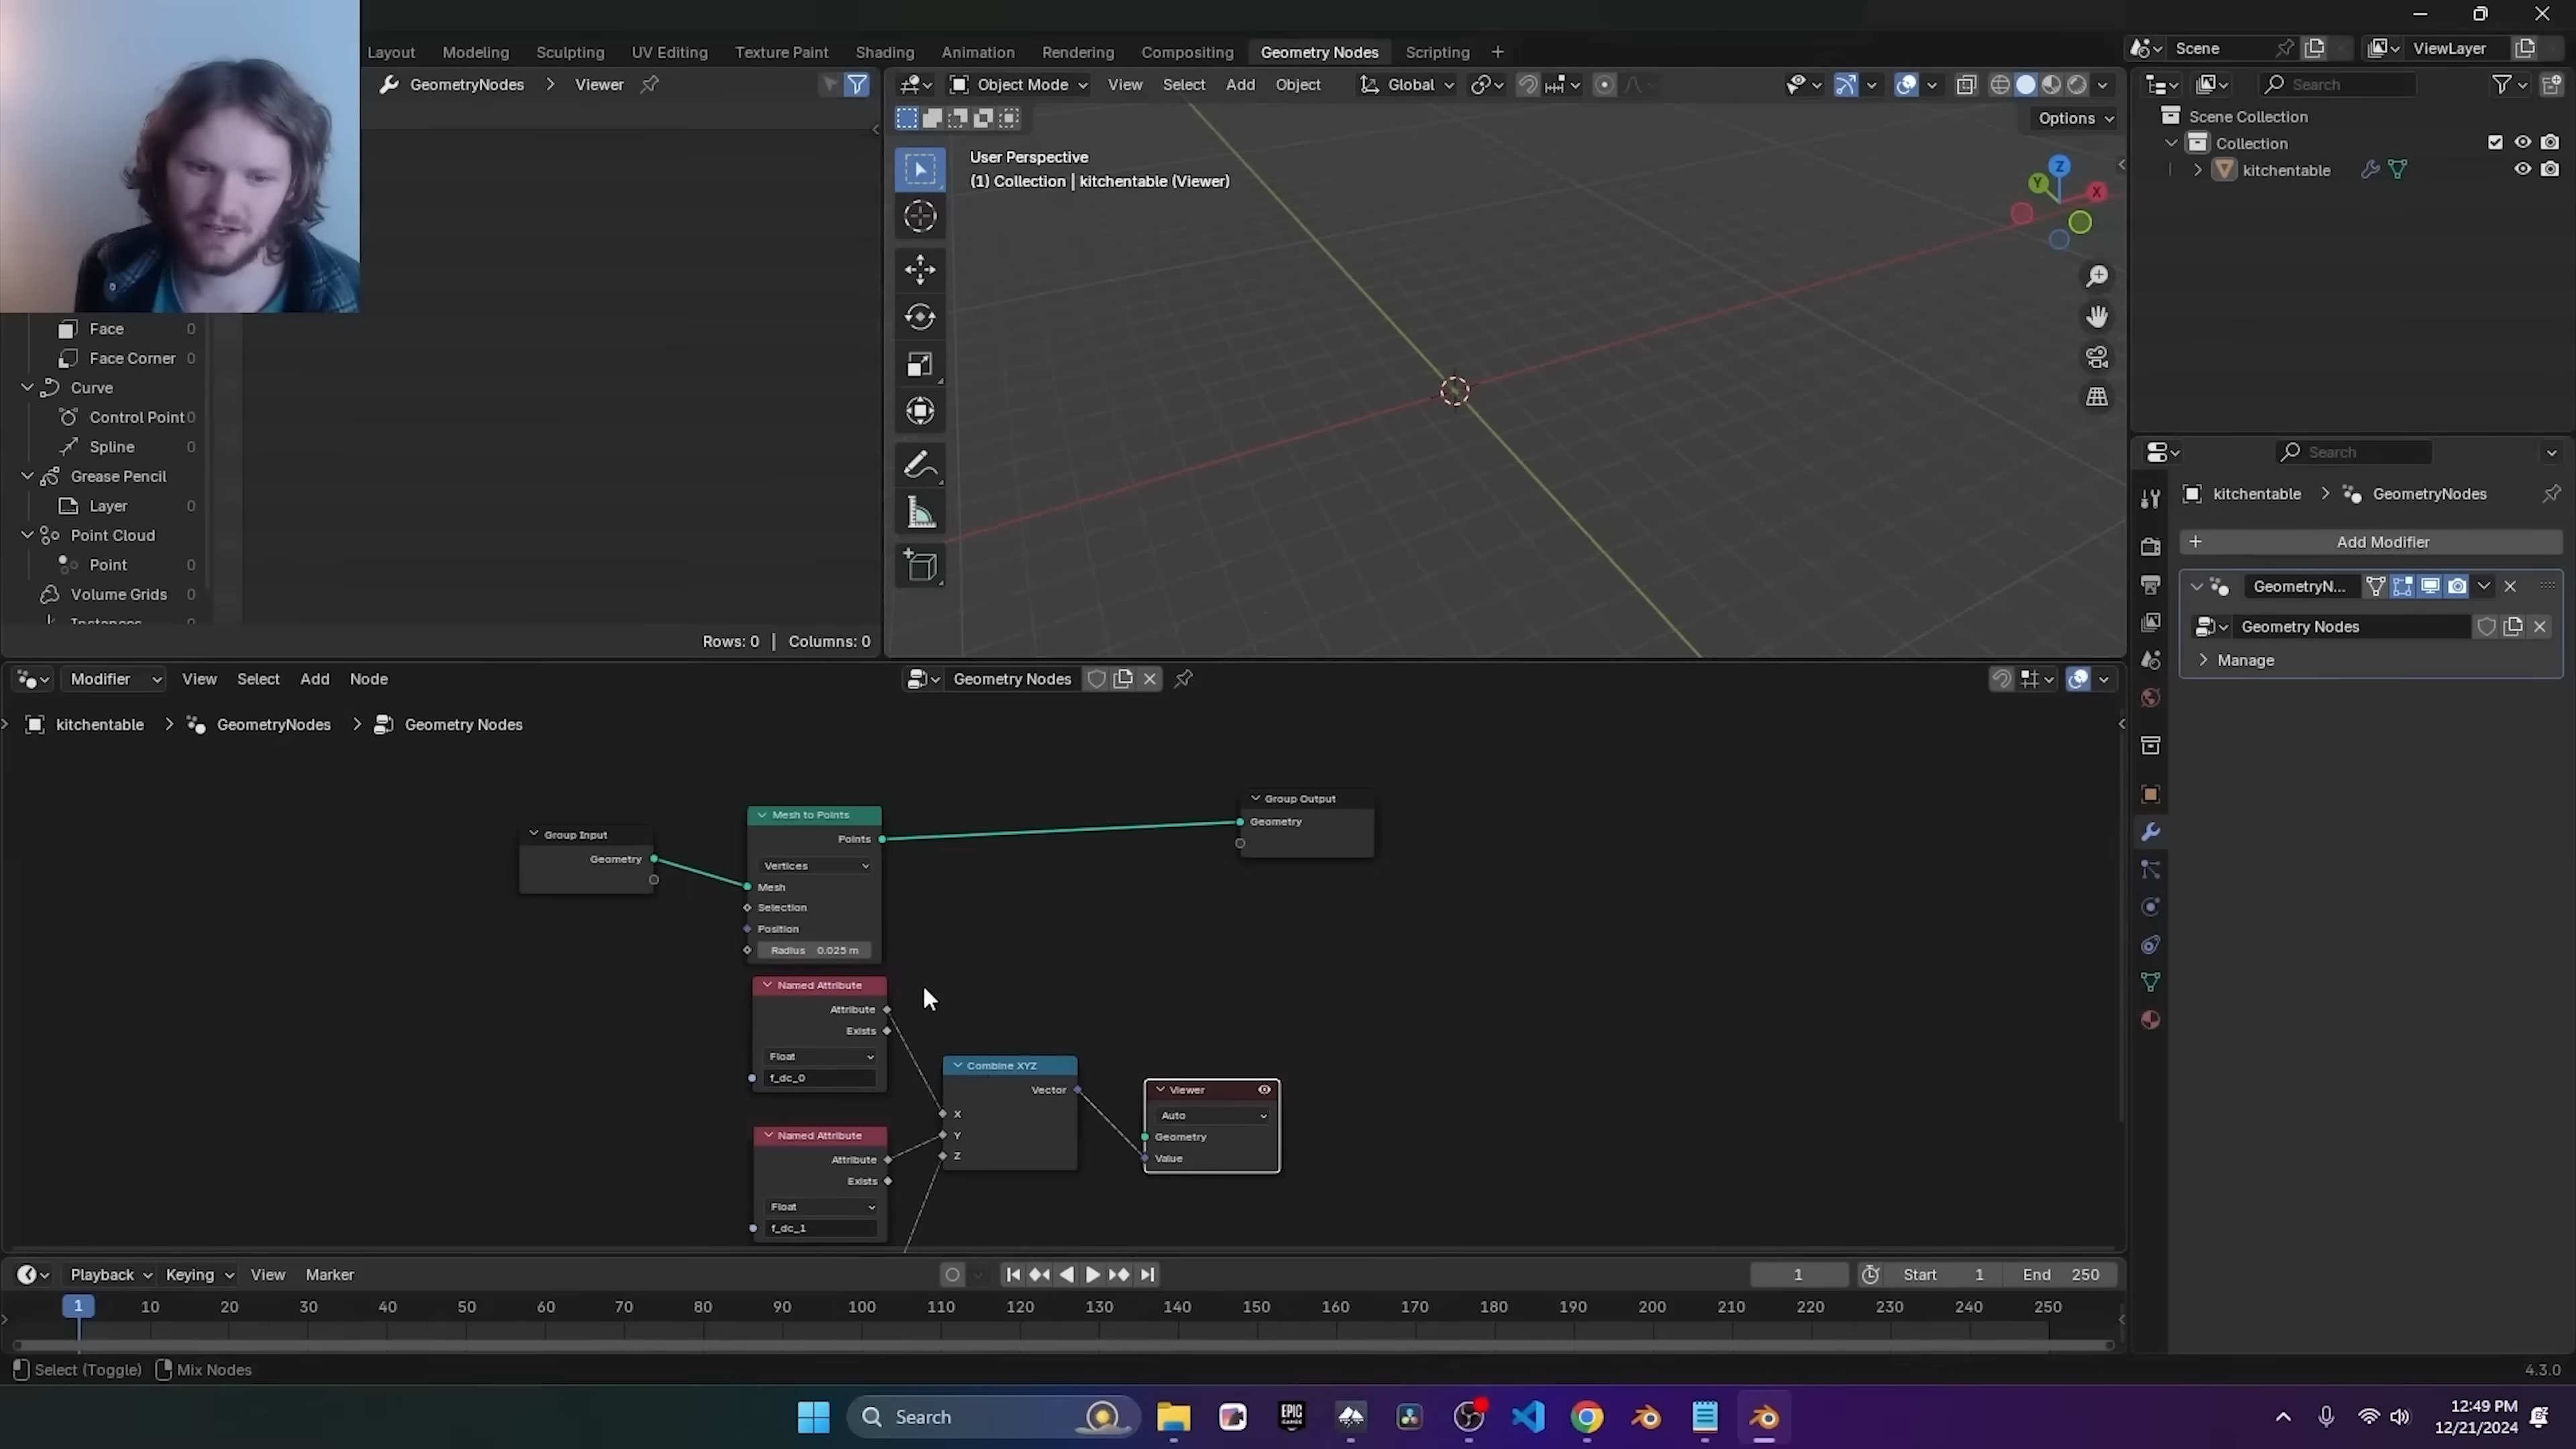 Layout Modeling Sculpting UV Editing Texture Paint Shading Animation Rendering Compositing Geometry Nodes Scripting +
Scene ViewLayer
GeometryNodes > Viewer
Object Mode View Select Add Object Global
Search
Options
Scene Collection
Collection
kitchentable
User Perspective
(1) Collection | kitchentable (Viewer)
Z
Y
X
Face 0
Face Corner 0
Curve
Control Point 0
Spline 0
Grease Pencil
Layer 0
Point Cloud
Point 0
Volume Grids 0
Instances
Rows: 0 | Columns: 0
Search
kitchentable > GeometryNodes
+ Add Modifier
GeometryN...
Geometry Nodes
Manage
Modifier View Select Add Node
Geometry Nodes
kitchentable > GeometryNodes > Geometry Nodes
Group Input
Geometry
Mesh to Points
Points
Vertices
Mesh
Selection
Position
Radius 0.025 m
Group Output
Geometry
Named Attribute
Attribute
Exists
Float
f_dc_0
Combine XYZ
Vector
X
Y
Z
Viewer
Auto
Geometry
Value
Named Attribute
Attribute
Exists
Float
f_dc_1
Playback Keying View Marker
1 Start 1 End 250
1 10 20 30 40 50 60 70 80 90 100 110 120 130 140 150 160 170 180 190 200 210 220 230 240 250
Select (Toggle) Mix Nodes
4.3.0
Search
EPIC
GAMES
12:49 PM
12/21/2024